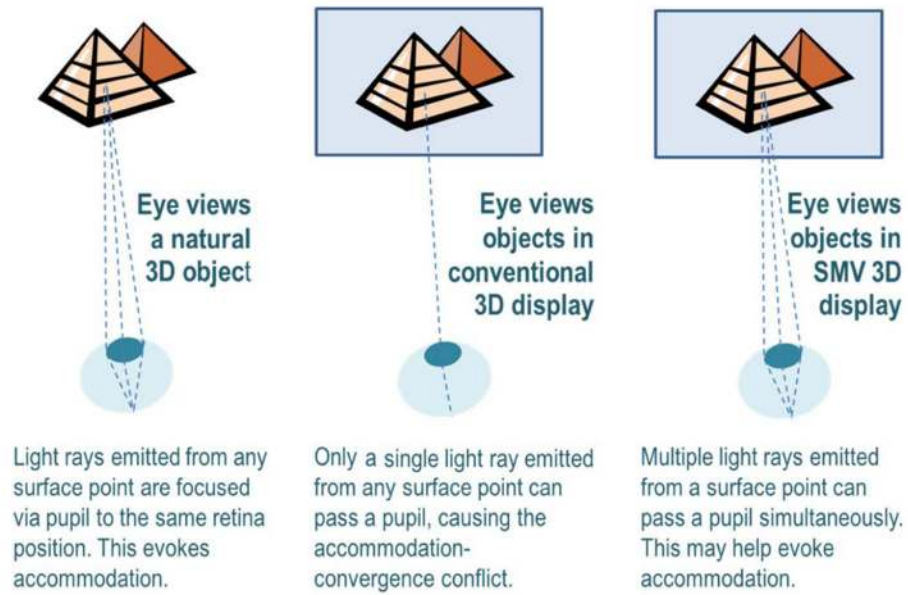 Eye views
a natural
3D object
Eye views
objects in
conventional
3D display
Eye views
objects in
SMV 3D
display
Light rays emitted from any
surface point are focused
via pupil to the same retina
position. This evokes
accommodation.
Only a single light ray emitted
from any surface point can
pass a pupil, causing the
accommodation-
convergence conflict.
Multiple light rays emitted
from a surface point can
pass a pupil simultaneously.
This may help evoke
accommodation.